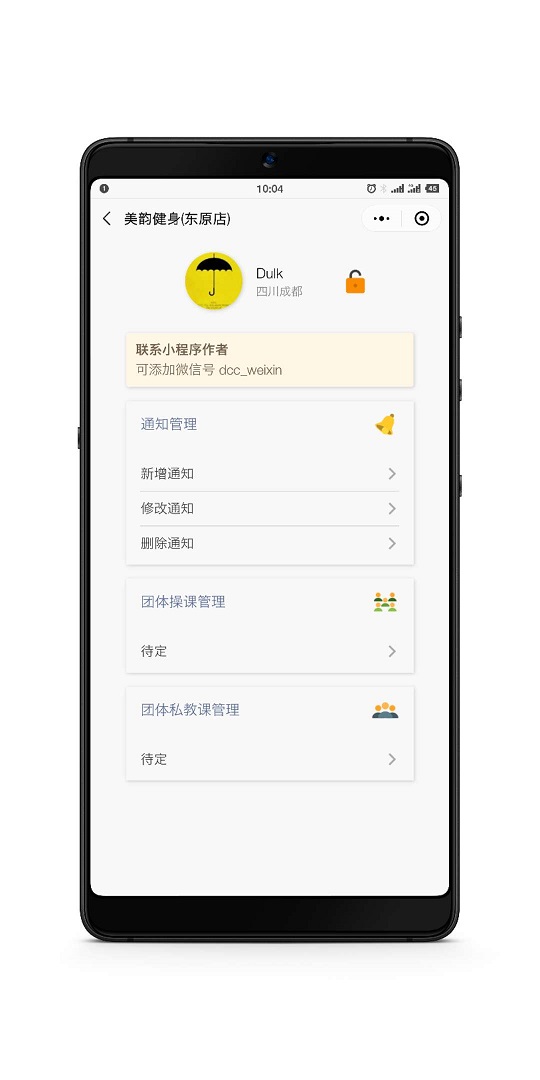 10:04
45
美韵健身(东原店)
Dulk
四川成都
联系小程序作者
可添加微信号 dcc_weixin
通知管理
新增通知
修改通知
删除通知
团体操课管理
待定
团体私教课管理
待定